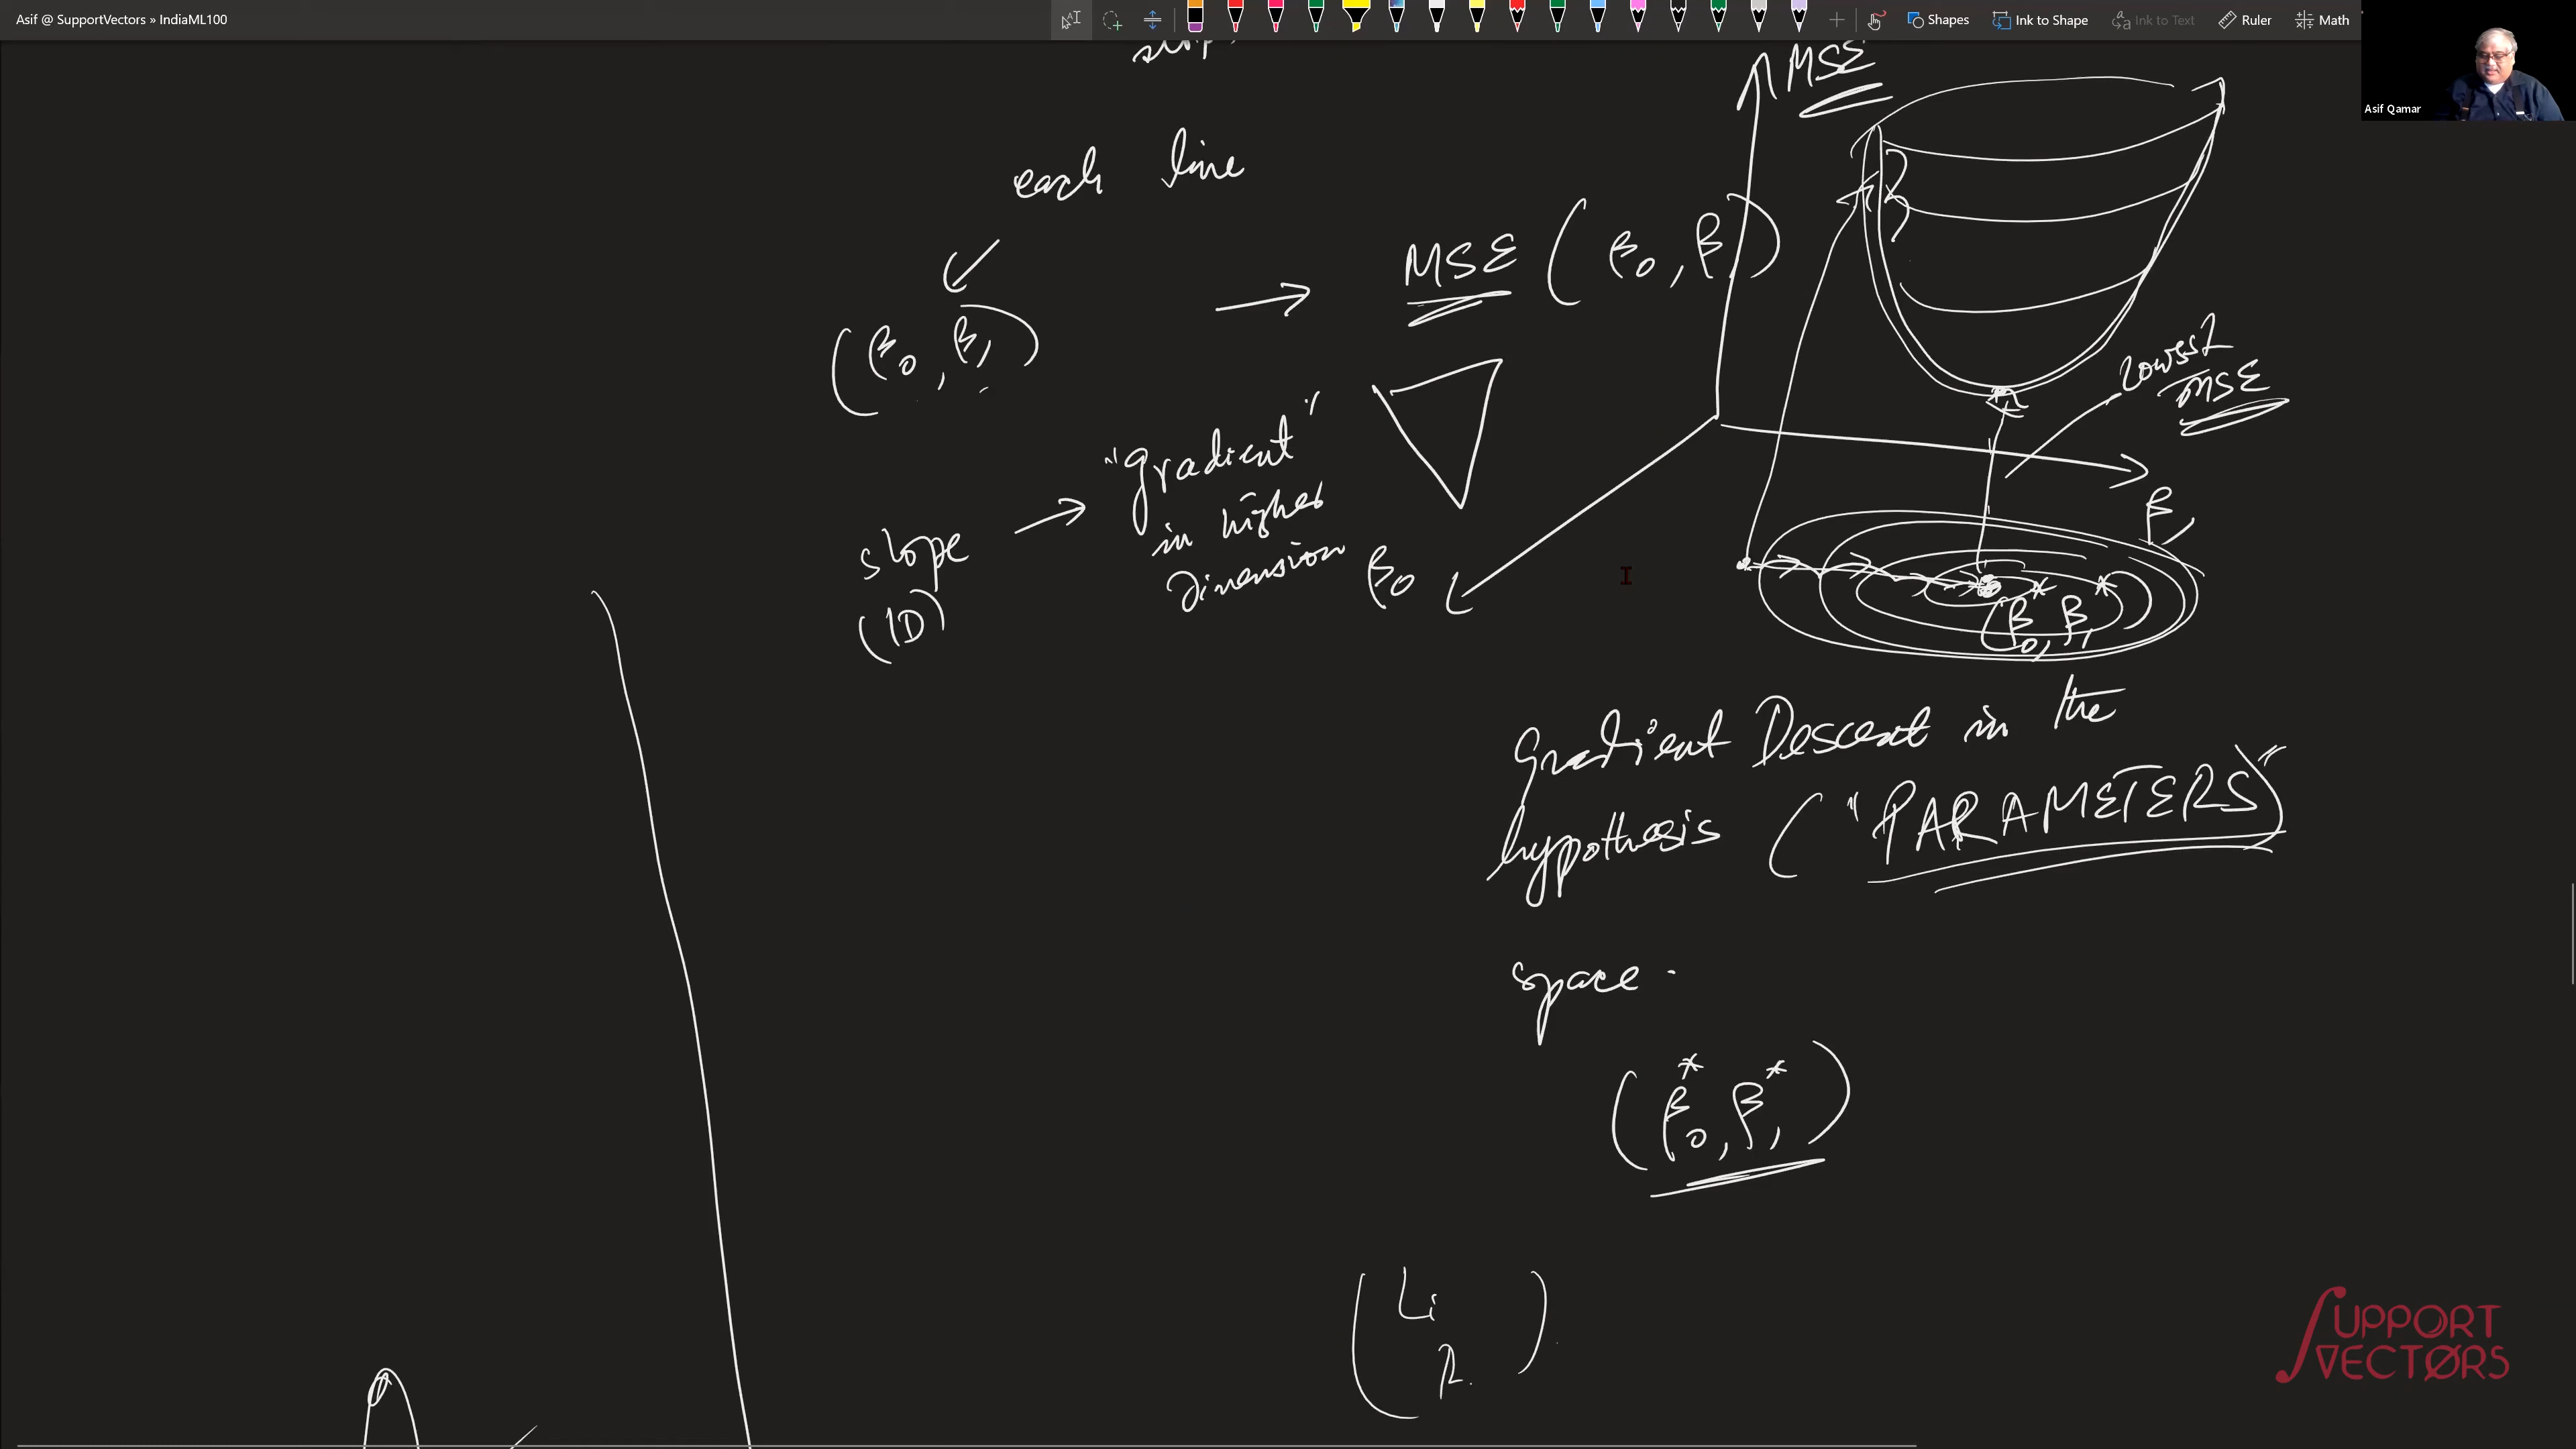 Asif @ SupportVectors » IndiaML100
Shapes
Ink to Shape
Ink to Text
Ruler
Math
Asif Qamar
MSE
each line
(β0, β1)
MSE (β0, β1)
lowest
MSE
slope
(1D)
"gradient"
in higher
Dimension
β0
β1
(β0*, β1*)
Gradient Descent in the
hypothesis ("PARAMETERS")
space.
(β0*, β1*)
(Li
R.)
SUPPORT
VECTORS